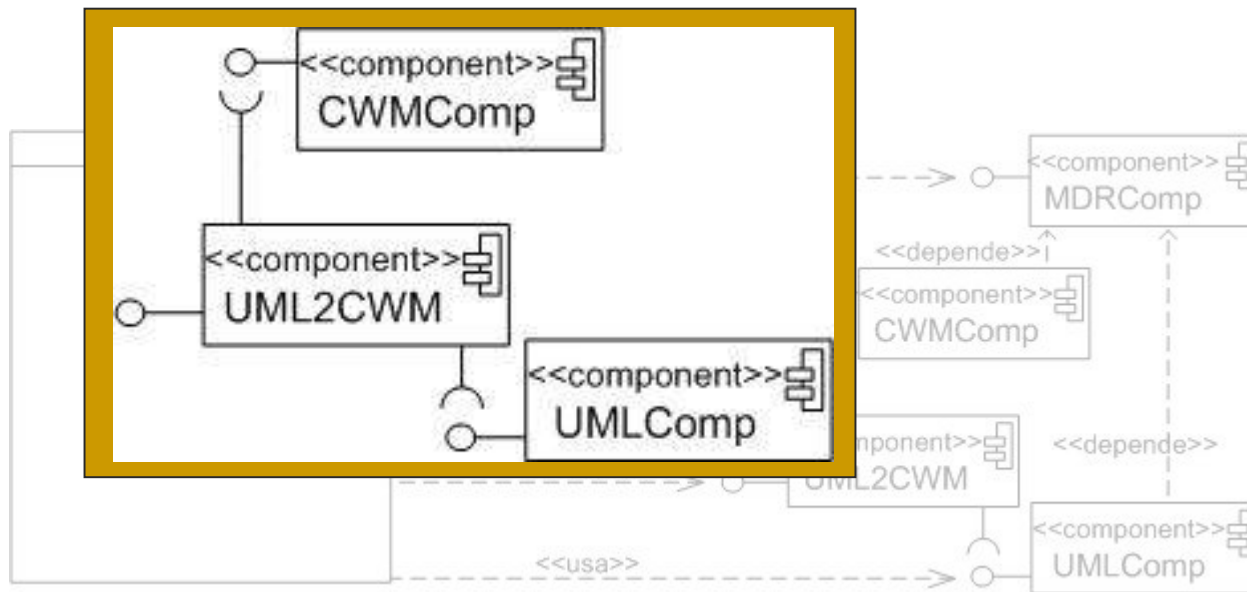 <<component>>
CWMComp
<<component>>
UML2CWM
<<component>>
UMLComp
<<component>>
MDRComp
<<depende>>
<<component>>
CWMComp
<<depende>>
UML2CWM
<<component>>
UMLComp
<<usa>>